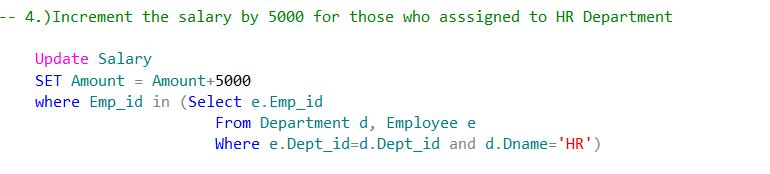 -- 4.)Increment the salary by 5000 for those who asssigned to HR Department
Update Salary
SET Amount = Amount+5000
where Emp_id in (Select e.Emp_id
From Department d, Employee e
Where e.Dept_id=d.Dept_id and d.Dname='HR')